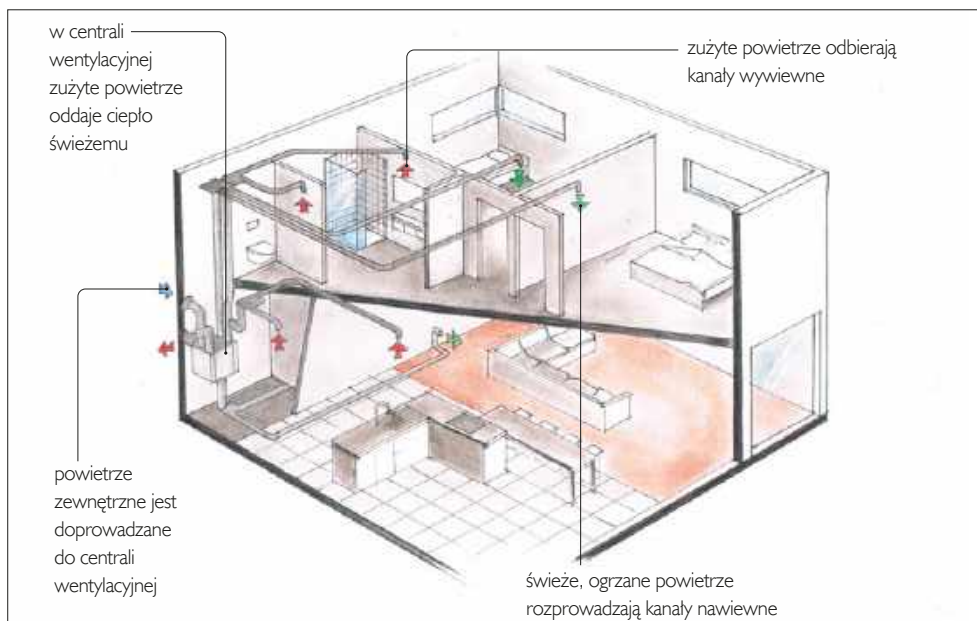 w centrali
wentylacyjnej
zużyte powietrze
oddaje ciepło
świeżemu
zużyte powietrze odbierają
kanały wywiewne
powietrze
zewnętrzne jest
doprowadzane
do centrali
wentylacyjnej
świeże, ogrzane powietrze
rozprowadzają kanały nawiewne